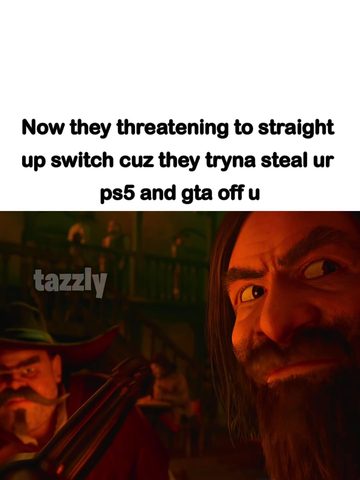 Now they threatening to straight
up switch cuz they tryna steal ur
ps5 and gta off u
tazzly